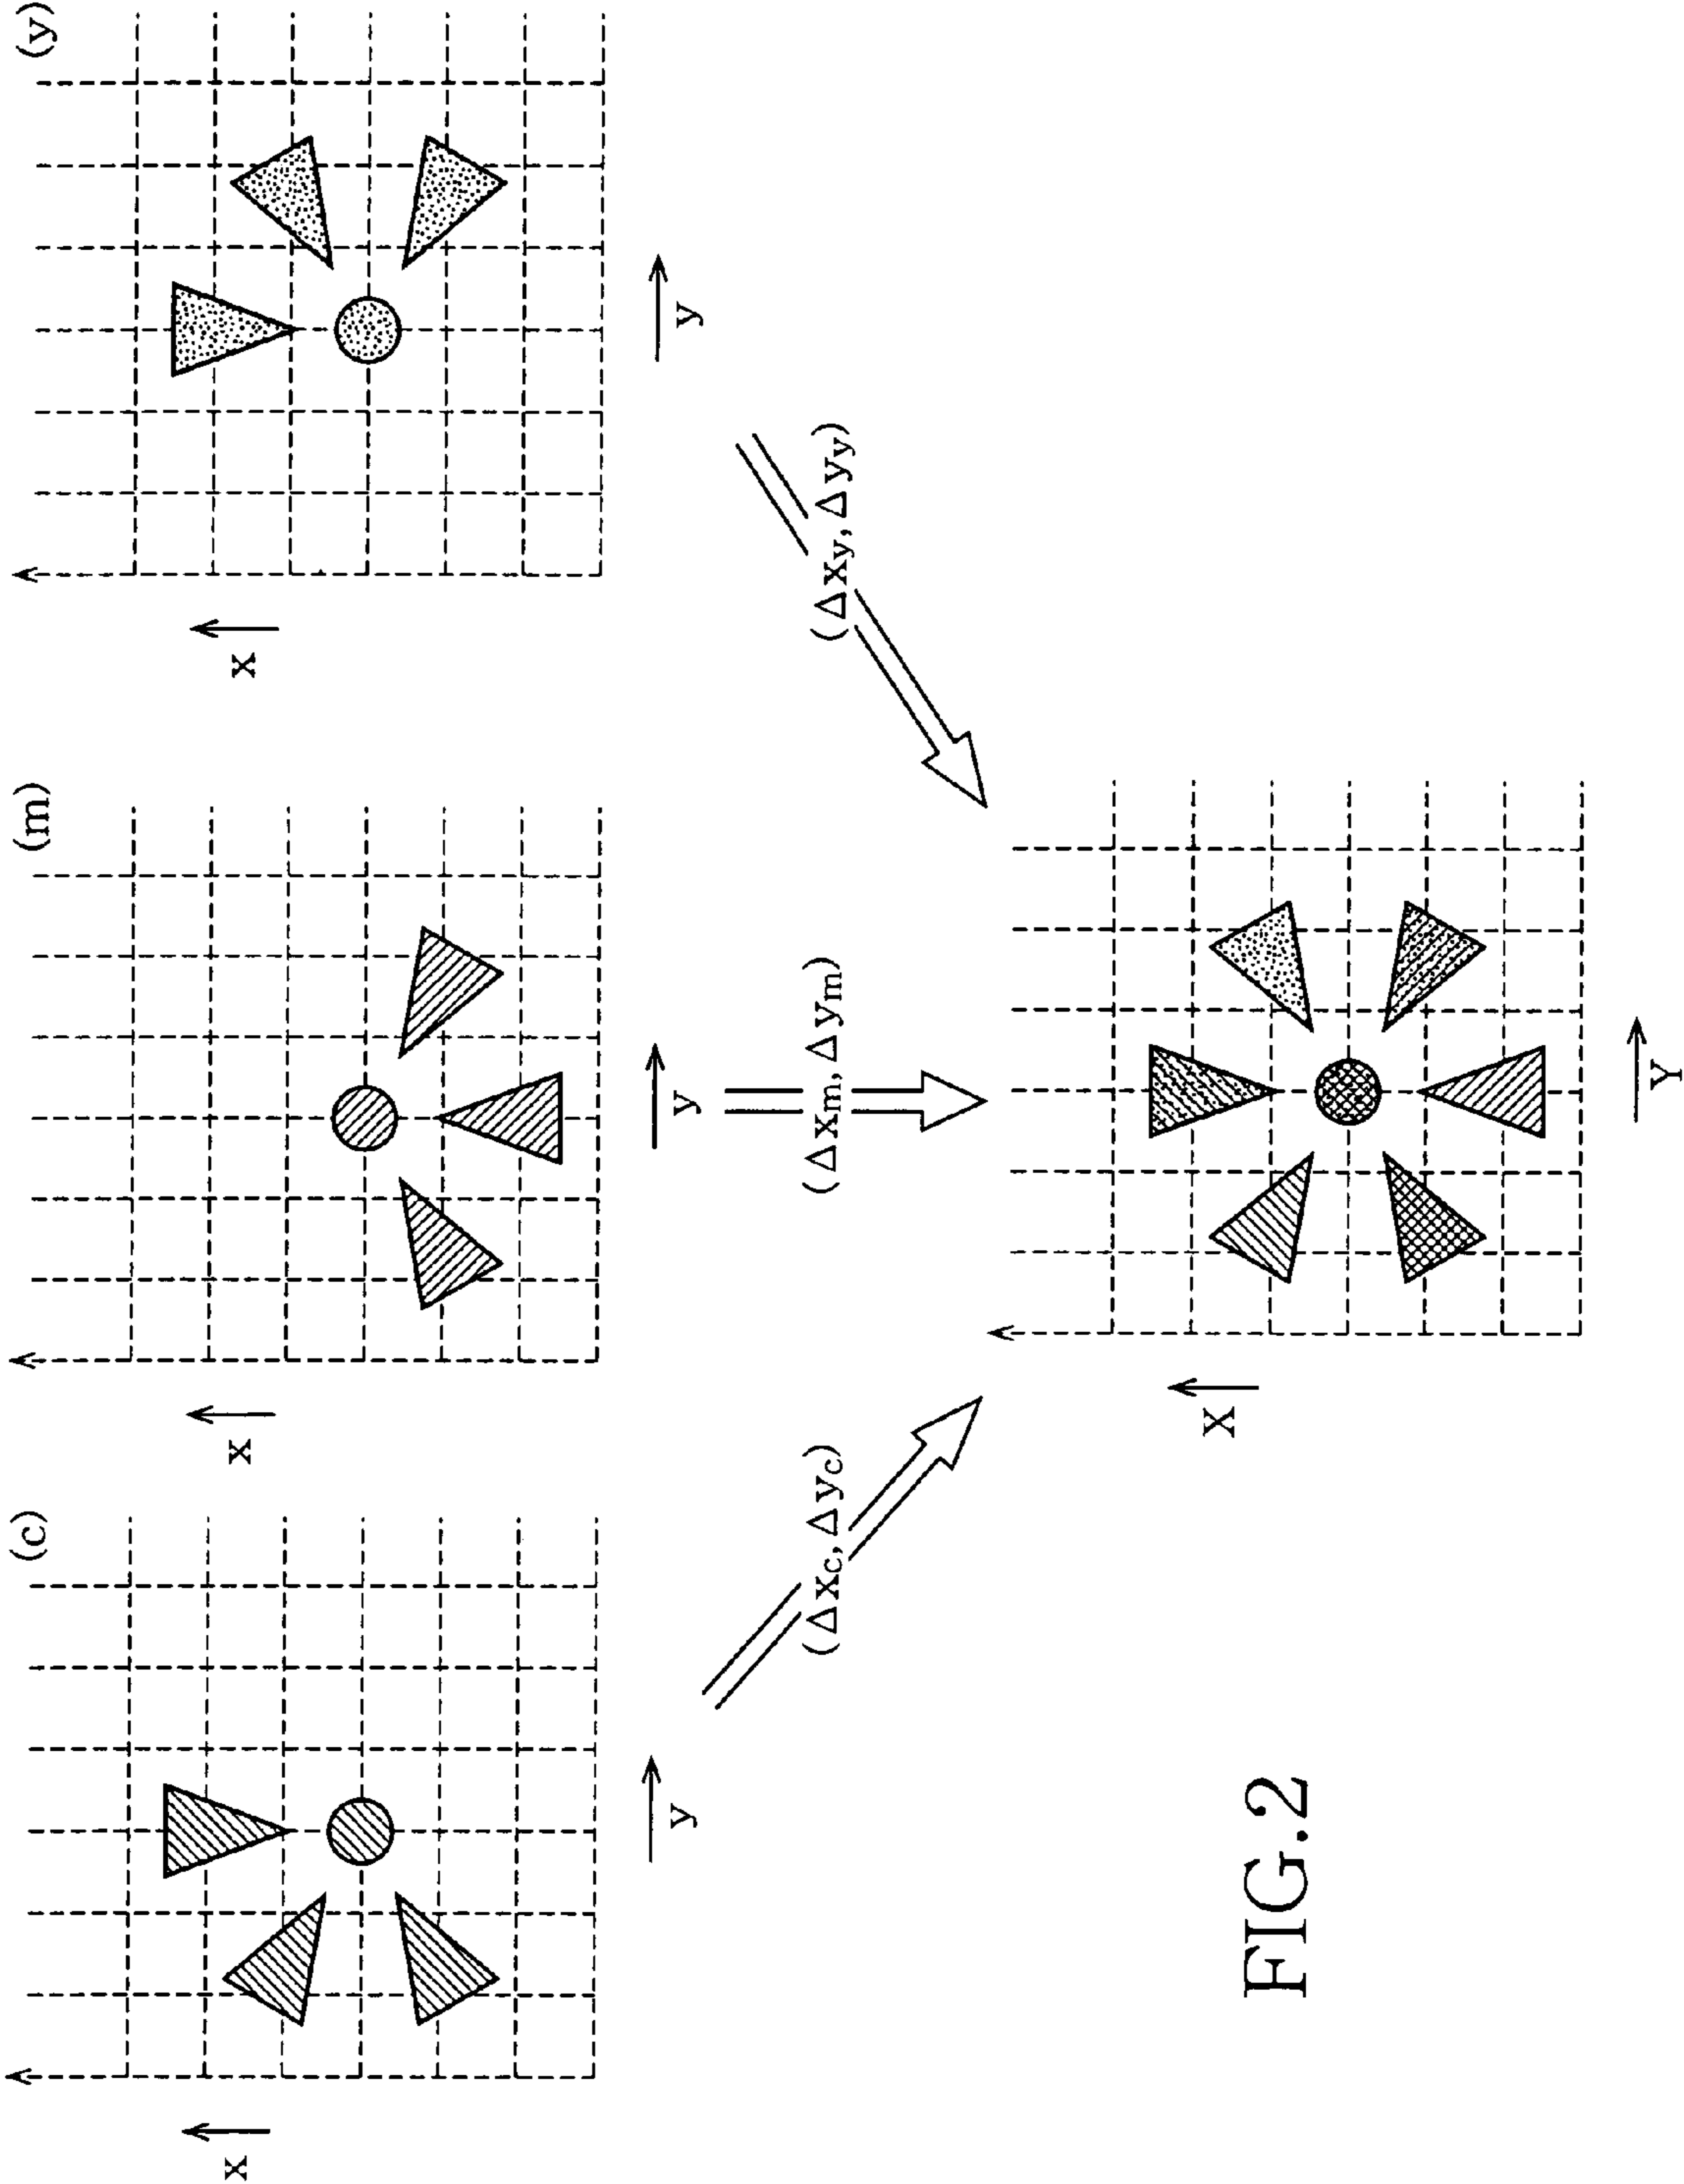 (c)
x
y
(m)
x
y
(y)
x
y
(Δxc, Δyc)
(Δxm, Δym)
(Δxy, Δyy)
X
Y
FIG.2